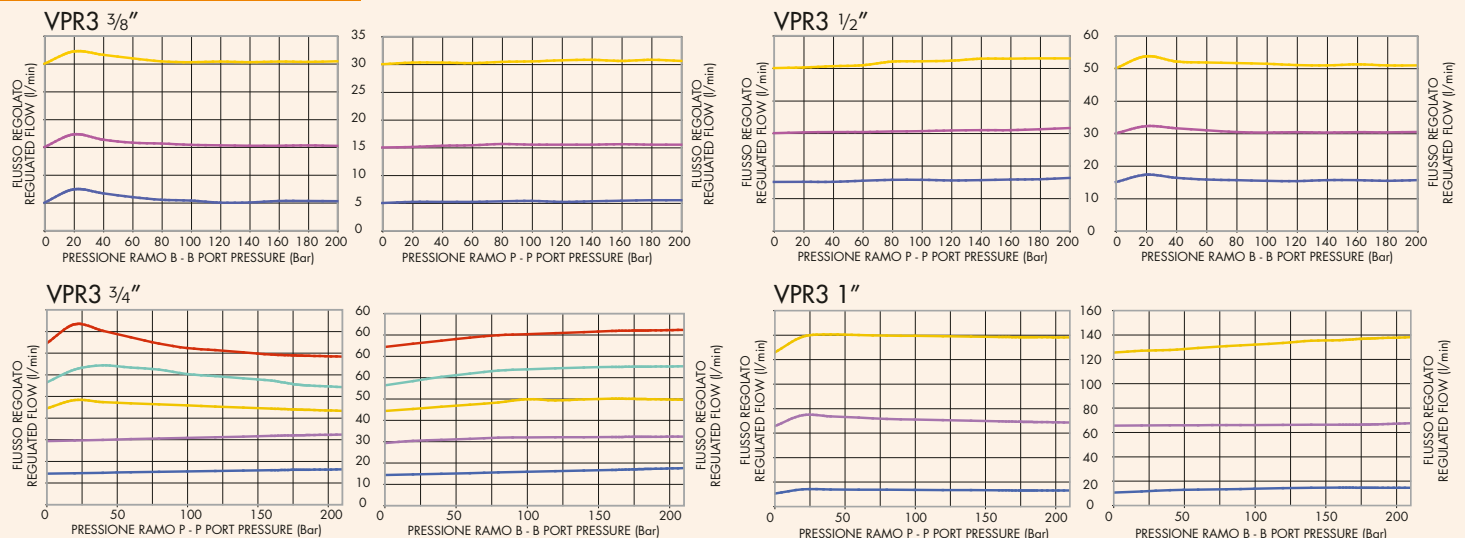 VPR3 3/8"
FLUSSO REGOLATO
REGULATED FLOW (l/min)
0 20 40 60 80 100 120 140 160 180 200
PRESSIONE RAMO B - B PORT PRESSURE (Bar)
35
30
25
20
15
10
5
0
0 20 40 60 80 100 120 140 160 180 200
PRESSIONE RAMO P - P PORT PRESSURE (Bar)
FLUSSO REGOLATO
REGULATED FLOW (l/min)
VPR3 1/2"
FLUSSO REGOLATO
REGULATED FLOW (l/min)
0 20 40 60 80 100 120 140 160 180 200
PRESSIONE RAMO P - P PORT PRESSURE (Bar)
60
50
40
30
20
10
0
0 20 40 60 80 100 120 140 160 180 200
PRESSIONE RAMO B - B PORT PRESSURE (Bar)
FLUSSO REGOLATO
REGULATED FLOW (l/min)
VPR3 3/4"
FLUSSO REGOLATO
REGULATED FLOW (l/min)
0 50 100 150 200
PRESSIONE RAMO P - P PORT PRESSURE (Bar)
60
60
60
60
50
30
20
10
0
0 50 100 150 200
PRESSIONE RAMO B - B PORT PRESSURE (Bar)
FLUSSO REGOLATO
REGULATED FLOW (l/min)
VPR3 1"
FLUSSO REGOLATO
REGULATED FLOW (l/min)
0 50 100 150 200
PRESSIONE RAMO P - P PORT PRESSURE (Bar)
160
140
120
100
80
60
40
20
0
0 50 100 150 200
PRESSIONE RAMO B - B PORT PRESSURE (Bar)
FLUSSO REGOLATO
REGULATED FLOW (l/min)